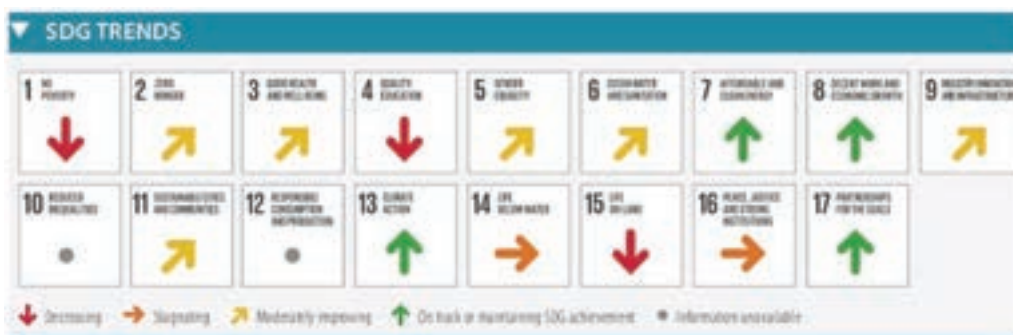 SDG TRENDS
1 NO POVERTY
2 ZERO HUNGER
3 GOOD HEALTH AND WELL-BEING
4 QUALITY EDUCATION
5 GENDER EQUALITY
6 CLEAN WATER AND SANITATION
7 AFFORDABLE AND CLEAN ENERGY
8 DECENT WORK AND ECONOMIC GROWTH
9 INDUSTRY, INNOVATION AND INFRASTRUCTURE
10 REDUCED INEQUALITIES
11 SUSTAINABLE CITIES AND COMMUNITIES
12 RESPONSIBLE CONSUMPTION AND PRODUCTION
13 CLIMATE ACTION
14 LIFE BELOW WATER
15 LIFE ON LAND
16 PEACE, JUSTICE AND STRONG INSTITUTIONS
17 PARTNERSHIPS FOR THE GOALS
Decreasing Stagnating Moderately improving On track or maintaining SDG achievement Information unavailable